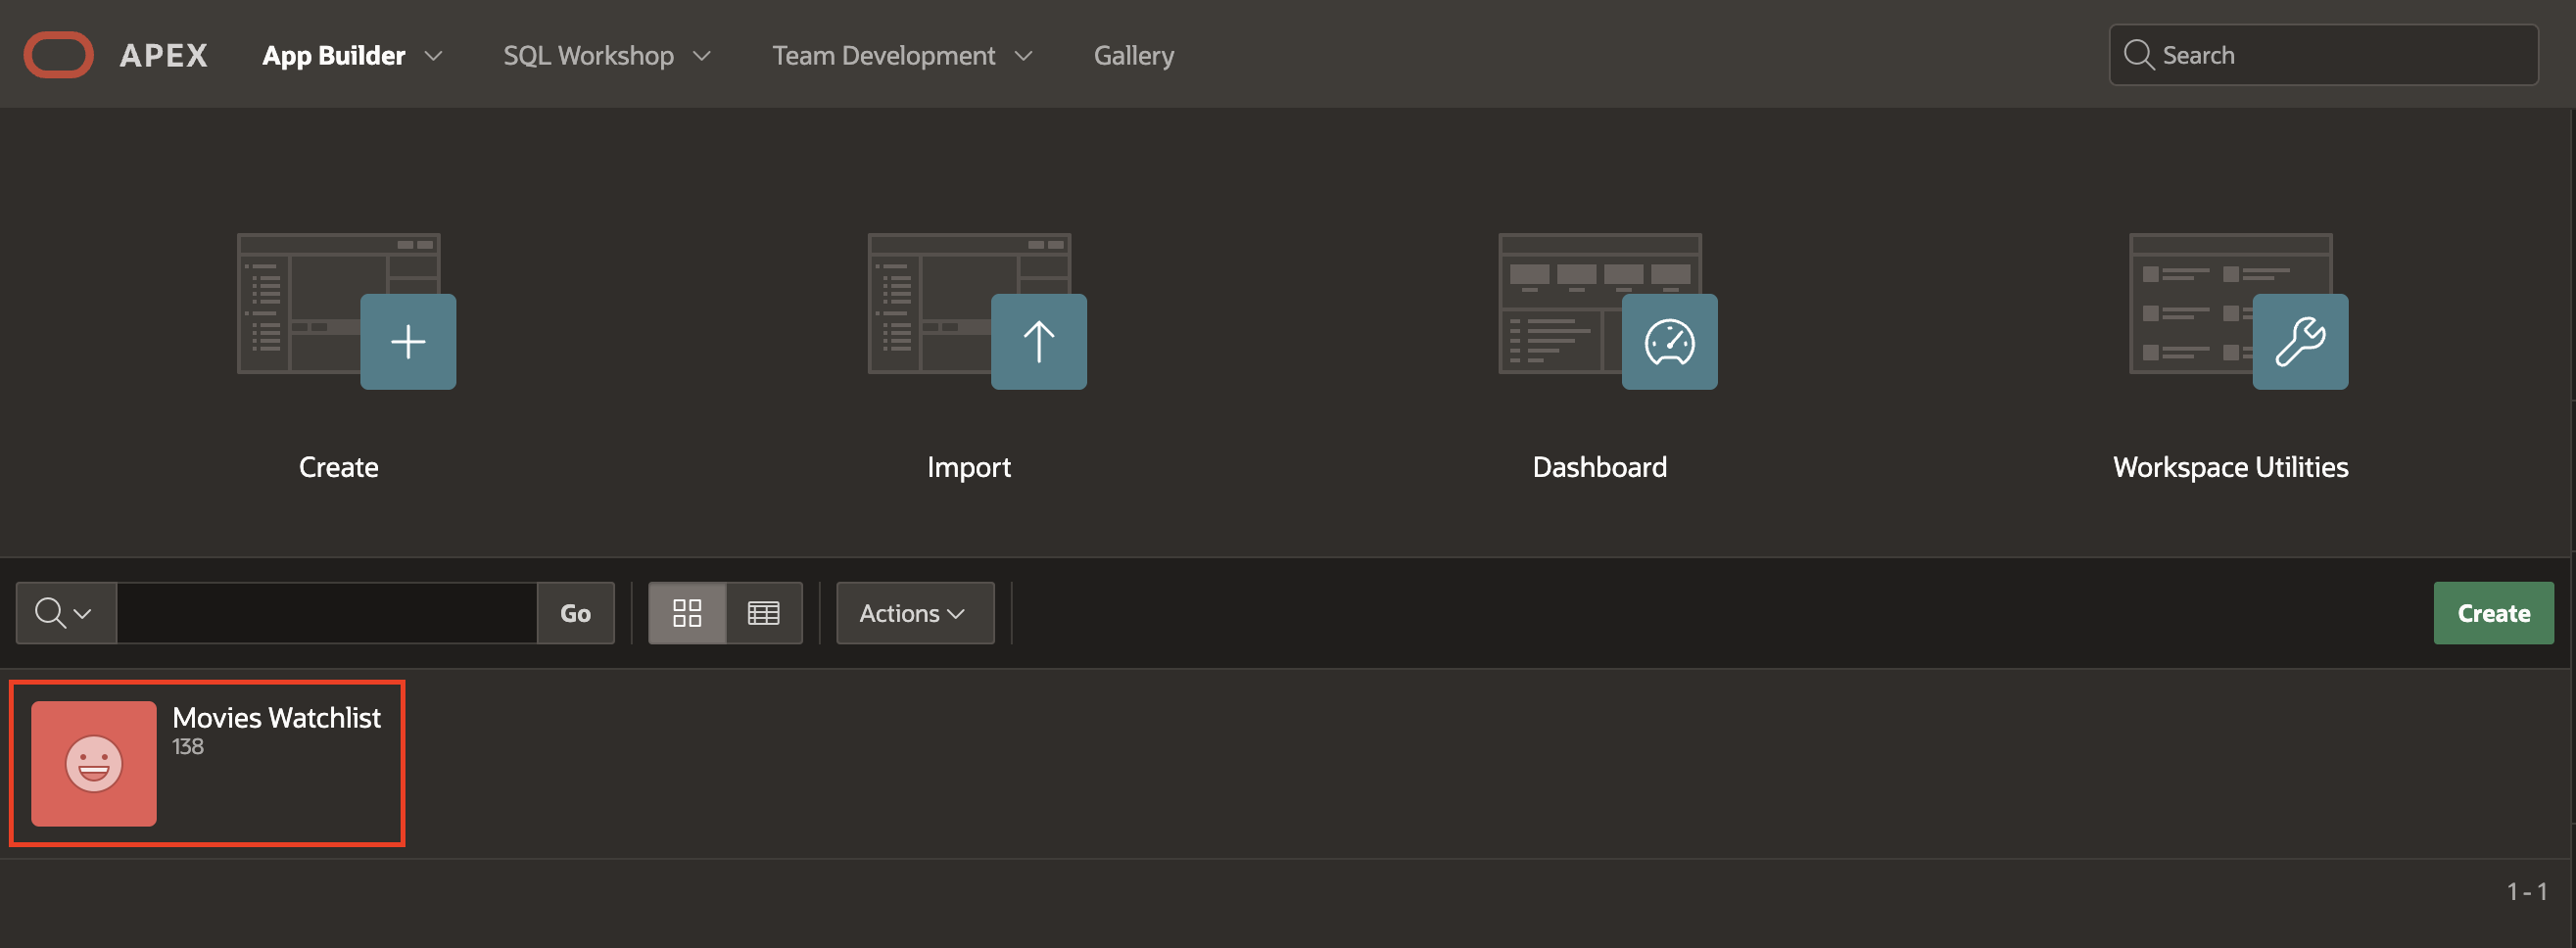 APEX App Builder SQL Workshop Team Development Gallery Search
Create Import Dashboard Workspace Utilities
Go Actions Create
Movies Watchlist
138
1 - 1